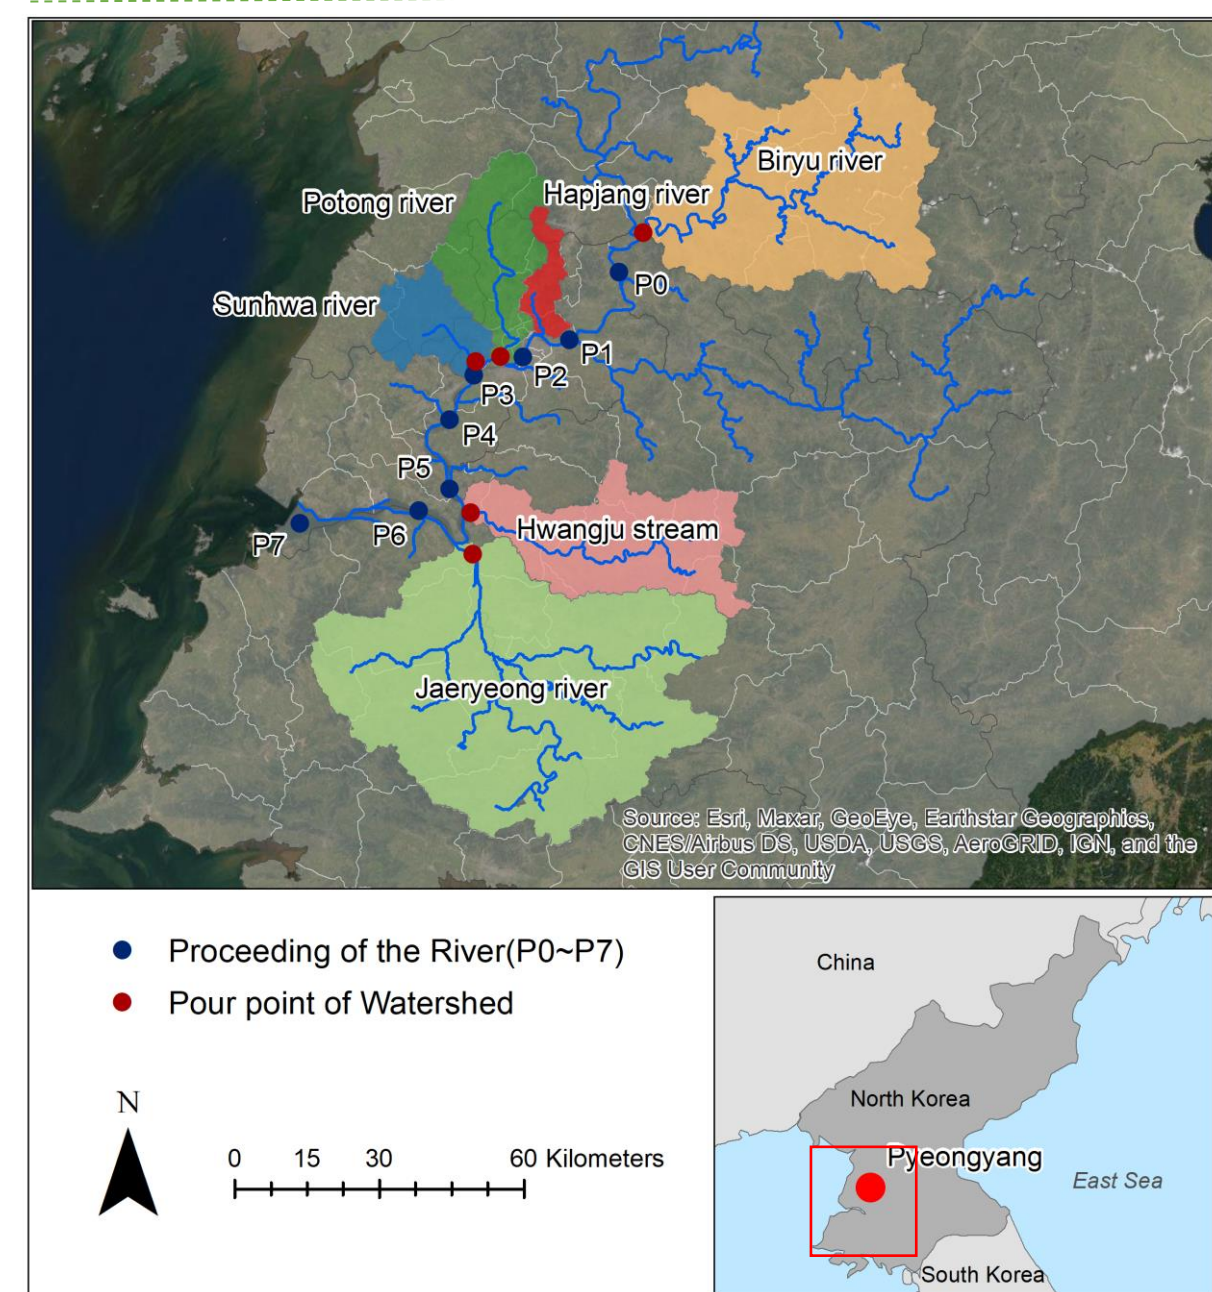 Biryu river
Hapjang river
Potong river
P0
Sunhwa river
P1
P2
P3
P4
P5
Hwangju stream
P6
P7
Jaeryeong river
Source: Esri, Maxar, GeoEye, Earthstar Geographics,
CNES/Airbus DS, USDA, USGS, AeroGRID, IGN, and the
GIS User Community
Proceeding of the River(P0~P7)
Pour point of Watershed
N
0 15 30 60 Kilometers
China
North Korea
Pyeongyang
East Sea
South Korea